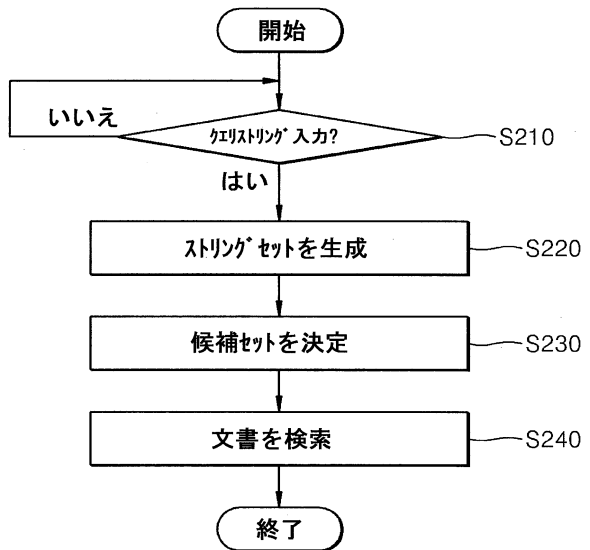 開始
いいえ
ｸｴﾘｽﾄﾘﾝｸﾞ入力?
S210
はい
ｽﾄﾘﾝｸﾞｾｯﾄを生成
S220
候補ｾｯﾄを決定
S230
文書を検索
S240
終了